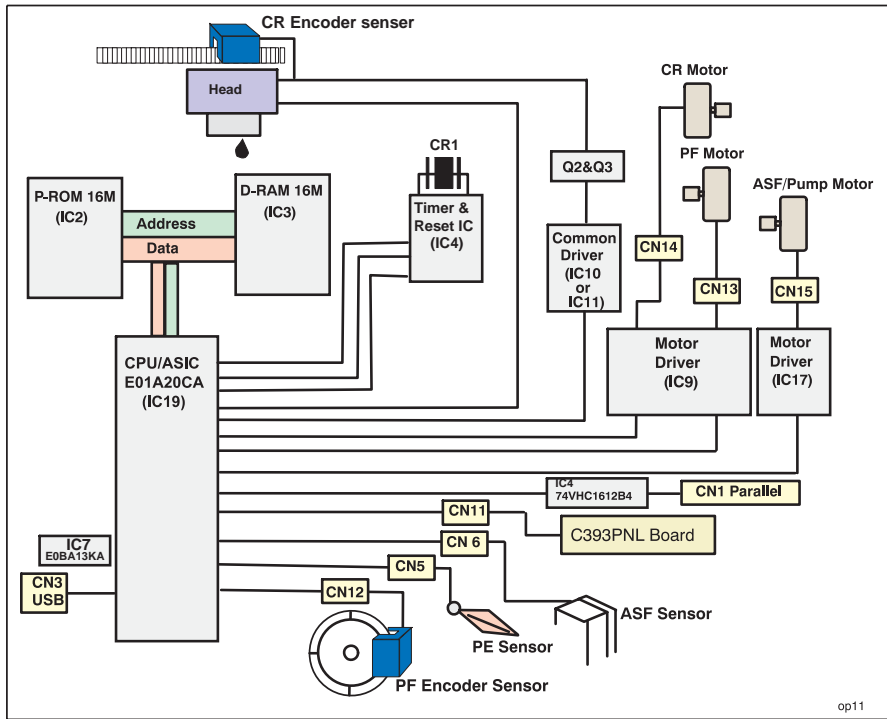 CR Encoder senser
Head
CR Motor
PF Motor
ASF/Pump Motor
CR1
Q2&Q3
P-ROM 16M
(IC2)
D-RAM 16M
(IC3)
Address
Data
Timer &
Reset IC
(IC4)
Common
Driver
(IC10
or
IC11)
CN14
CN13
CN15
CPU/ASIC
E01A20CA
(IC19)
Motor
Driver
(IC9)
Motor
Driver
(IC17)
IC4
74VHC1612B4
CN1 Parallel
CN11
C393PNL Board
IC7
E0BA13KA
CN 6
CN3
USB
CN5
CN12
ASF Sensor
PE Sensor
PF Encoder Sensor
op11